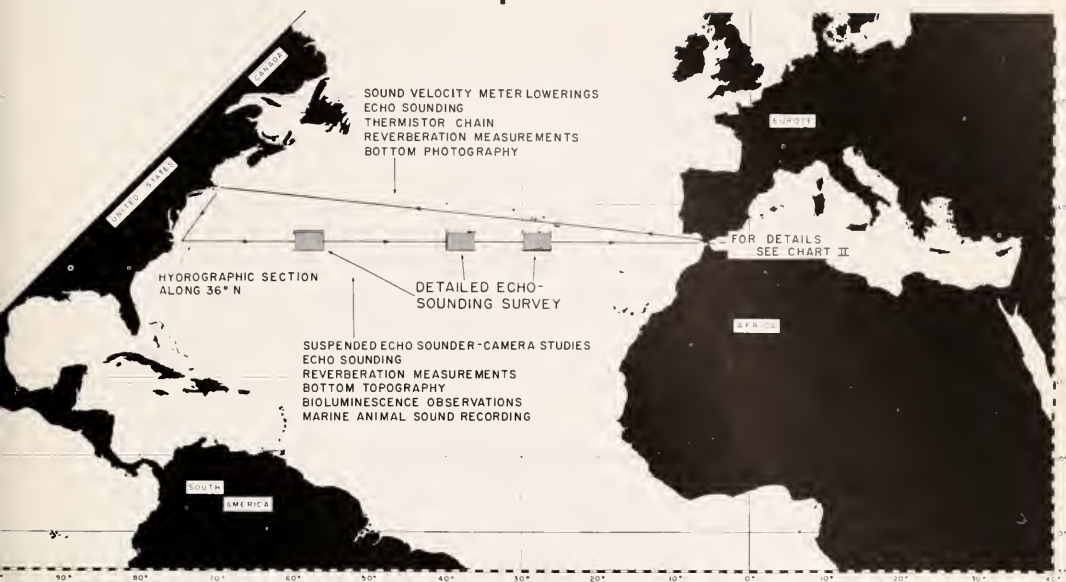 CANADA
UNITED STATES
EUROPE
AFRICA
SOUTH
AMERICA
SOUND VELOCITY METER LOWERINGS
ECHO SOUNDING
THERMISTOR CHAIN
REVERBERATION MEASUREMENTS
BOTTOM PHOTOGRAPHY
FOR DETAILS
SEE CHART II
HYDROGRAPHIC SECTION
ALONG 36° N
DETAILED ECHO-
SOUNDING SURVEY
SUSPENDED ECHO SOUNDER-CAMERA STUDIES
ECHO SOUNDING
REVERBERATION MEASUREMENTS
BOTTOM TOPOGRAPHY
BIOLUMINESCENCE OBSERVATIONS
MARINE ANIMAL SOUND RECORDING
90° 80° 70° 60° 50° 40° 30° 20° 10° 0° 10° 20° 30° 40°